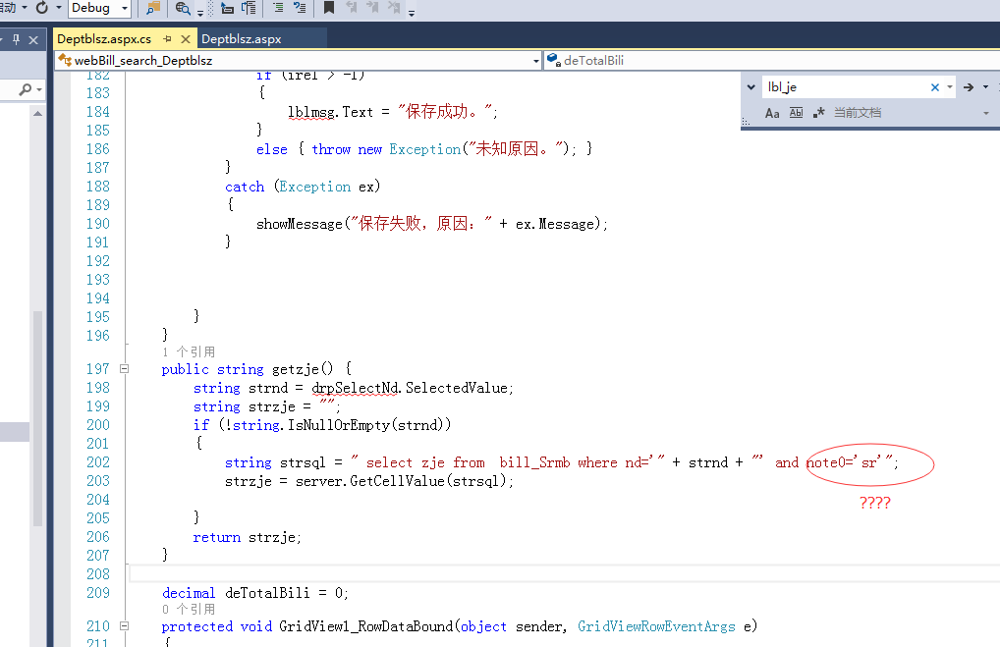 动 Debug
Deptblsz.aspx.cs Deptblsz.aspx
webBill_search_Deptblsz deTotalBili
lbl_je
Aa Ab .* 当前文档
182 if (irel > -1)
183 {
184 lblmsg.Text = "保存成功。";
185 }
186 else { throw new Exception("未知原因。"); }
187 }
188 catch (Exception ex)
189 {
190 showMessage("保存失败，原因：" + ex.Message);
191 }
192
193
194
195 }
196 }
1 个引用
197 public string getzje() {
198 string strnd = drpSelectNd.SelectedValue;
199 string strzje = "";
200 if (!string.IsNullOrEmpty(strnd))
201 {
202 string strsql = " select zje from  bill_Srmb where nd='" + strnd + "' and note0='sr'";
203 strzje = server.GetCellValue(strsql);
????
204
205 }
206 return strzje;
207 }
208
209 decimal deTotalBili = 0;
0 个引用
210 protected void GridView1_RowDataBound(object sender, GridViewRowEventArgs e)
211 {